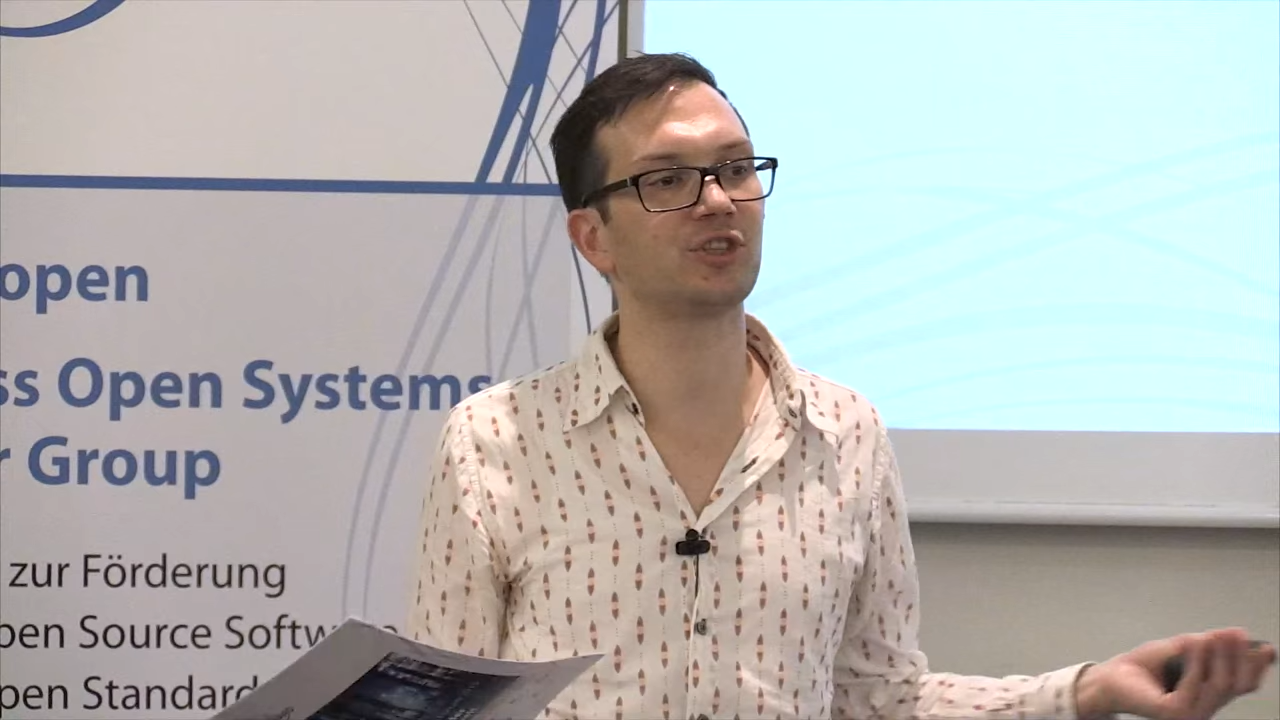 open
ss Open Systems
r Group
zur Förderung
pen Source Softw
pen Standard